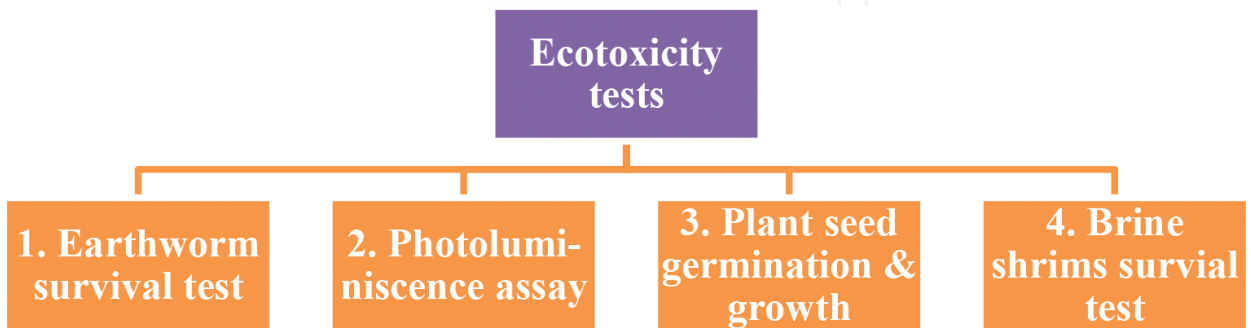 Ecotoxicity
tests
1. Earthworm
survival test
2. Photolumi-
niscence assay
3. Plant seed
germination &
growth
4. Brine
shrims survial
test